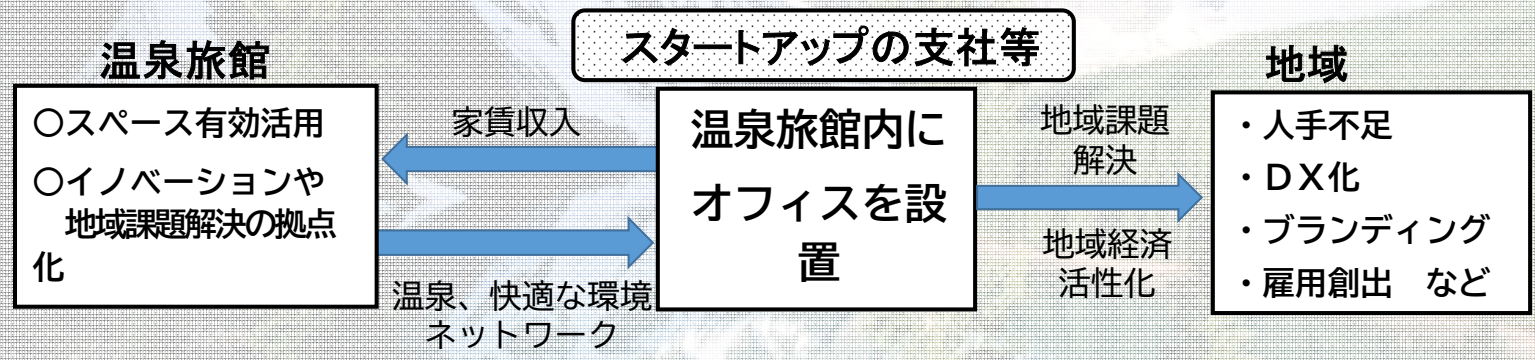 スタートアップの支社等
温泉旅館
〇スペース有効活用
〇イノベーションや
地域課題解決の拠点
化
家賃収入
温泉、快適な環境
ネットワーク
温泉旅館内に
オフィスを設
置
地域課題
解決
地域経済
活性化
地域
・人手不足
・ＤＸ化
・ブランディング
・雇用創出　など